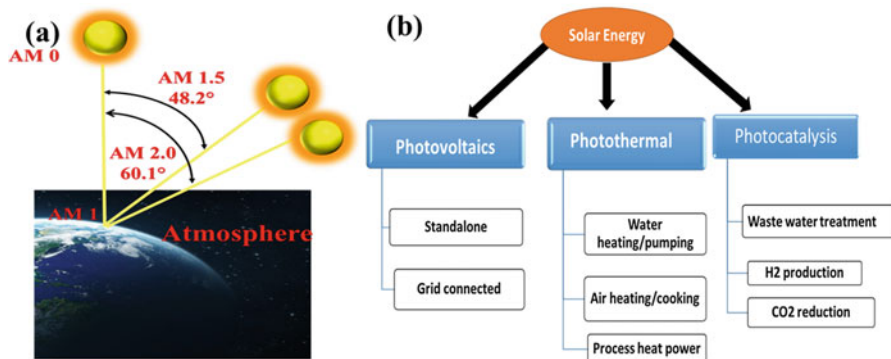 (a)
AM 0
AM 1.5
48.2°
AM 2.0
60.1°
AM 1
Atmosphere
(b)
Solar Energy
Photovoltaics
Standalone
Grid connected
Photothermal
Water
heating/pumping
Air heating/cooking
Process heat power
Photocatalysis
Waste water treatment
H2 production
CO2 reduction